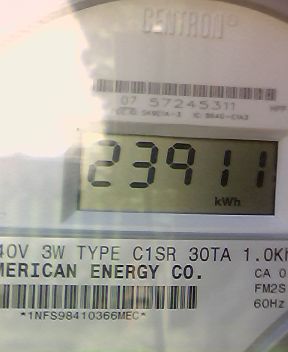 CENTRON®
07 57245311
23911
kWh
40V 3W TYPE C1SR 30TA 1.0Kh
MERICAN ENERGY CO.
CA 0
FM2S
60Hz
*1NFS98410366MEC*